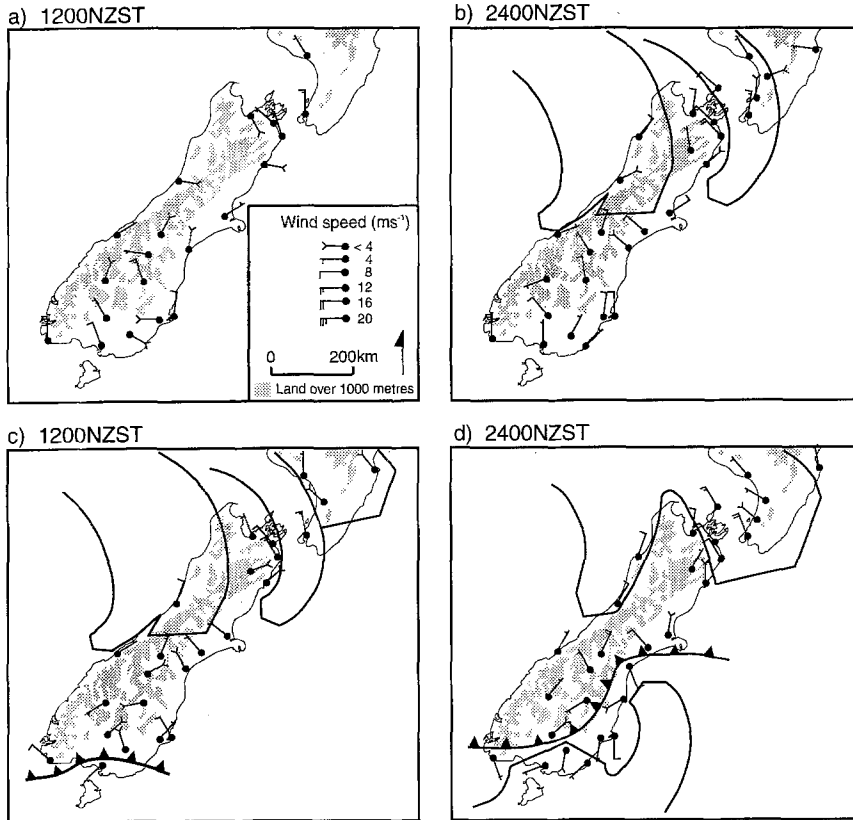 a) 1200NZST
b) 2400NZST
Wind speed (ms⁻¹)
< 4
4
8
12
16
20
0 200km
Land over 1000 metres
c) 1200NZST
d) 2400NZST